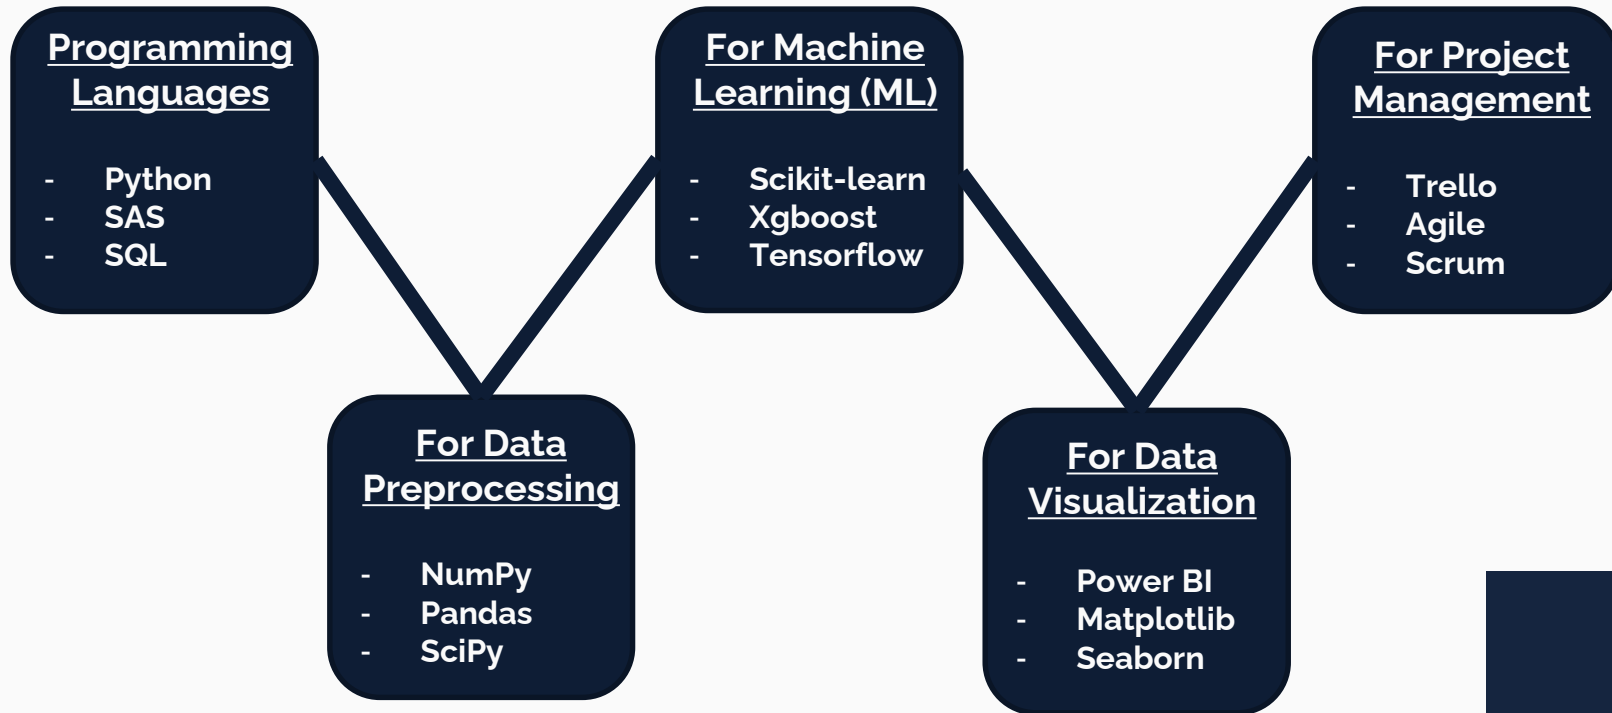 Programming
Languages
- Python
- SAS
- SQL
For Data
Preprocessing
- NumPy
- Pandas
- SciPy
For Machine
Learning (ML)
- Scikit-learn
- Xgboost
- Tensorflow
For Data
Visualization
- Power BI
- Matplotlib
- Seaborn
For Project
Management
- Trello
- Agile
- Scrum